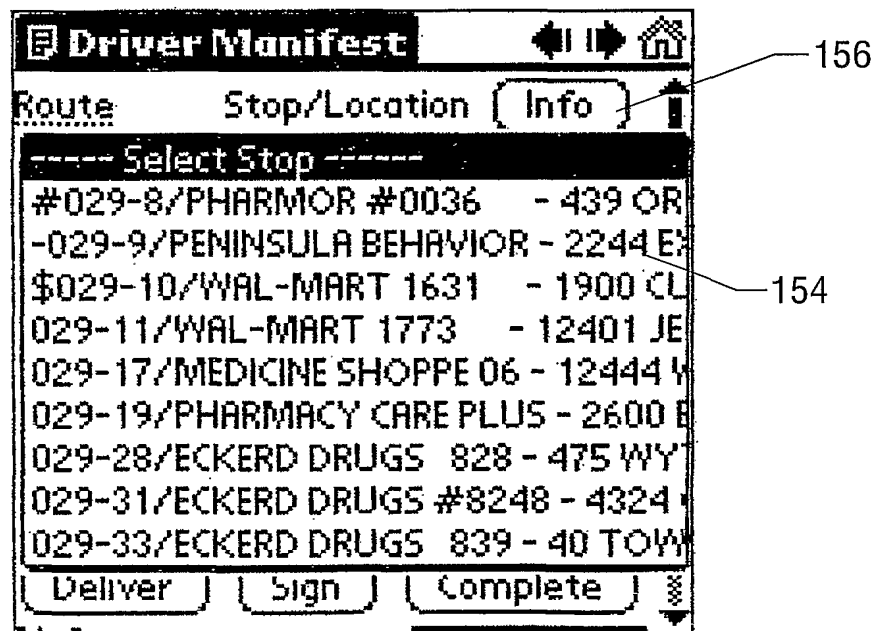 Driver Manifest
156
Route Stop/Location Info
----- Select Stop ------
#029-8/PHARMOR #0036 - 439 OR
-029-9/PENINSULA BEHAVIOR - 2244 EX
154
$029-10/WAL-MART 1631 - 1900 CL
029-11/WAL-MART 1773 - 12401 JE
029-17/MEDICINE SHOPPE 06 - 12444 W
029-19/PHARMACY CARE PLUS - 2600 B
029-28/ECKERD DRUGS 828 - 475 WYT
029-31/ECKERD DRUGS #8248 - 4324
029-33/ECKERD DRUGS 839 - 40 TOW
Deliver Sign Complete